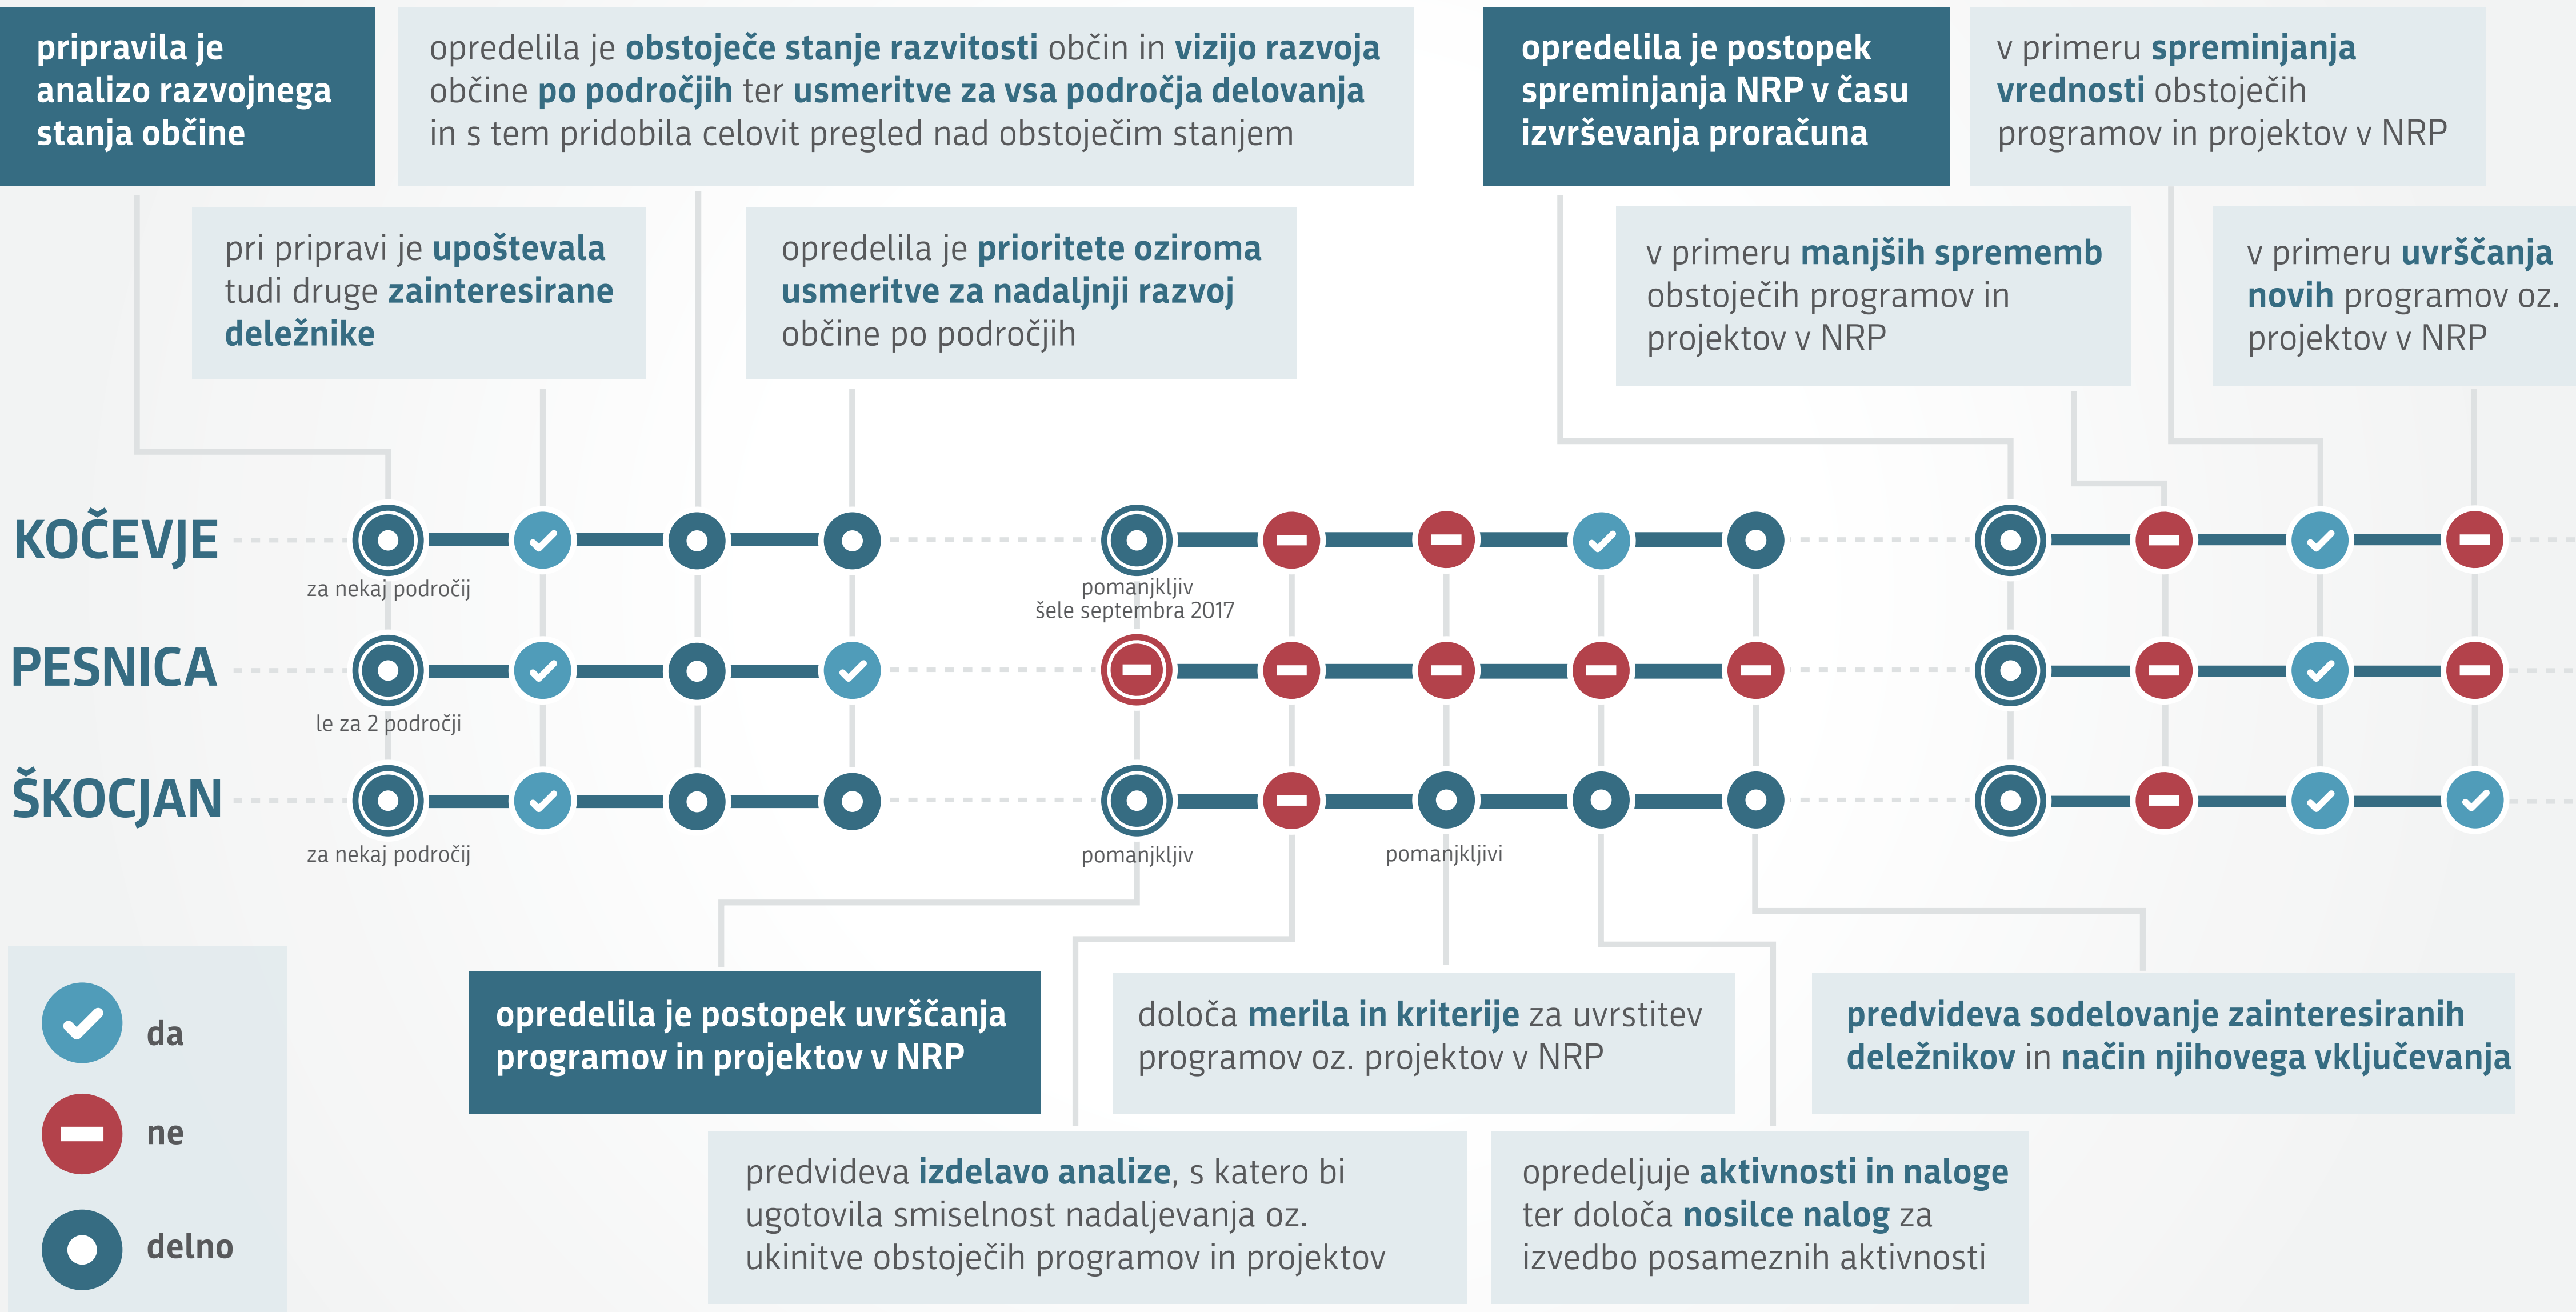 pripravila je
analizo razvojnega
stanja občine
opredelila je obstoječe stanje razvitosti občin in vizijo razvoja
občine po področjih ter usmeritve za vsa področja delovanja
in s tem pridobila celovit pregled nad obstoječim stanjem
opredelila je postopek
spreminjanja NRP v času
izvrševanja proračuna
v primeru spreminjanja
vrednosti obstoječih
programov in projektov v NRP
pri pripravi je upoštevala
tudi druge zainteresirane
deležnike
opredelila je prioritete oziroma
usmeritve za nadaljnji razvoj
občine po področjih
v primeru manjših sprememb
obstoječih programov in
projektov v NRP
v primeru uvrščanja
novih programov oz.
projektov v NRP
KOČEVJE
za nekaj področij
pomanjkljiv
šele septembra 2017
PESNICA
le za 2 področji
ŠKOCJAN
za nekaj področij
pomanjkljiv
pomanjkljivi
da
ne
delno
opredelila je postopek uvrščanja
programov in projektov v NRP
določa merila in kriterije za uvrstitev
programov oz. projektov v NRP
predvideva sodelovanje zainteresiranih
deležnikov in način njihovega vključevanja
predvideva izdelavo analize, s katero bi
ugotovila smiselnost nadaljevanja oz.
ukinitve obstoječih programov in projektov
opredeljuje aktivnosti in naloge
ter določa nosilce nalog za
izvedbo posameznih aktivnosti